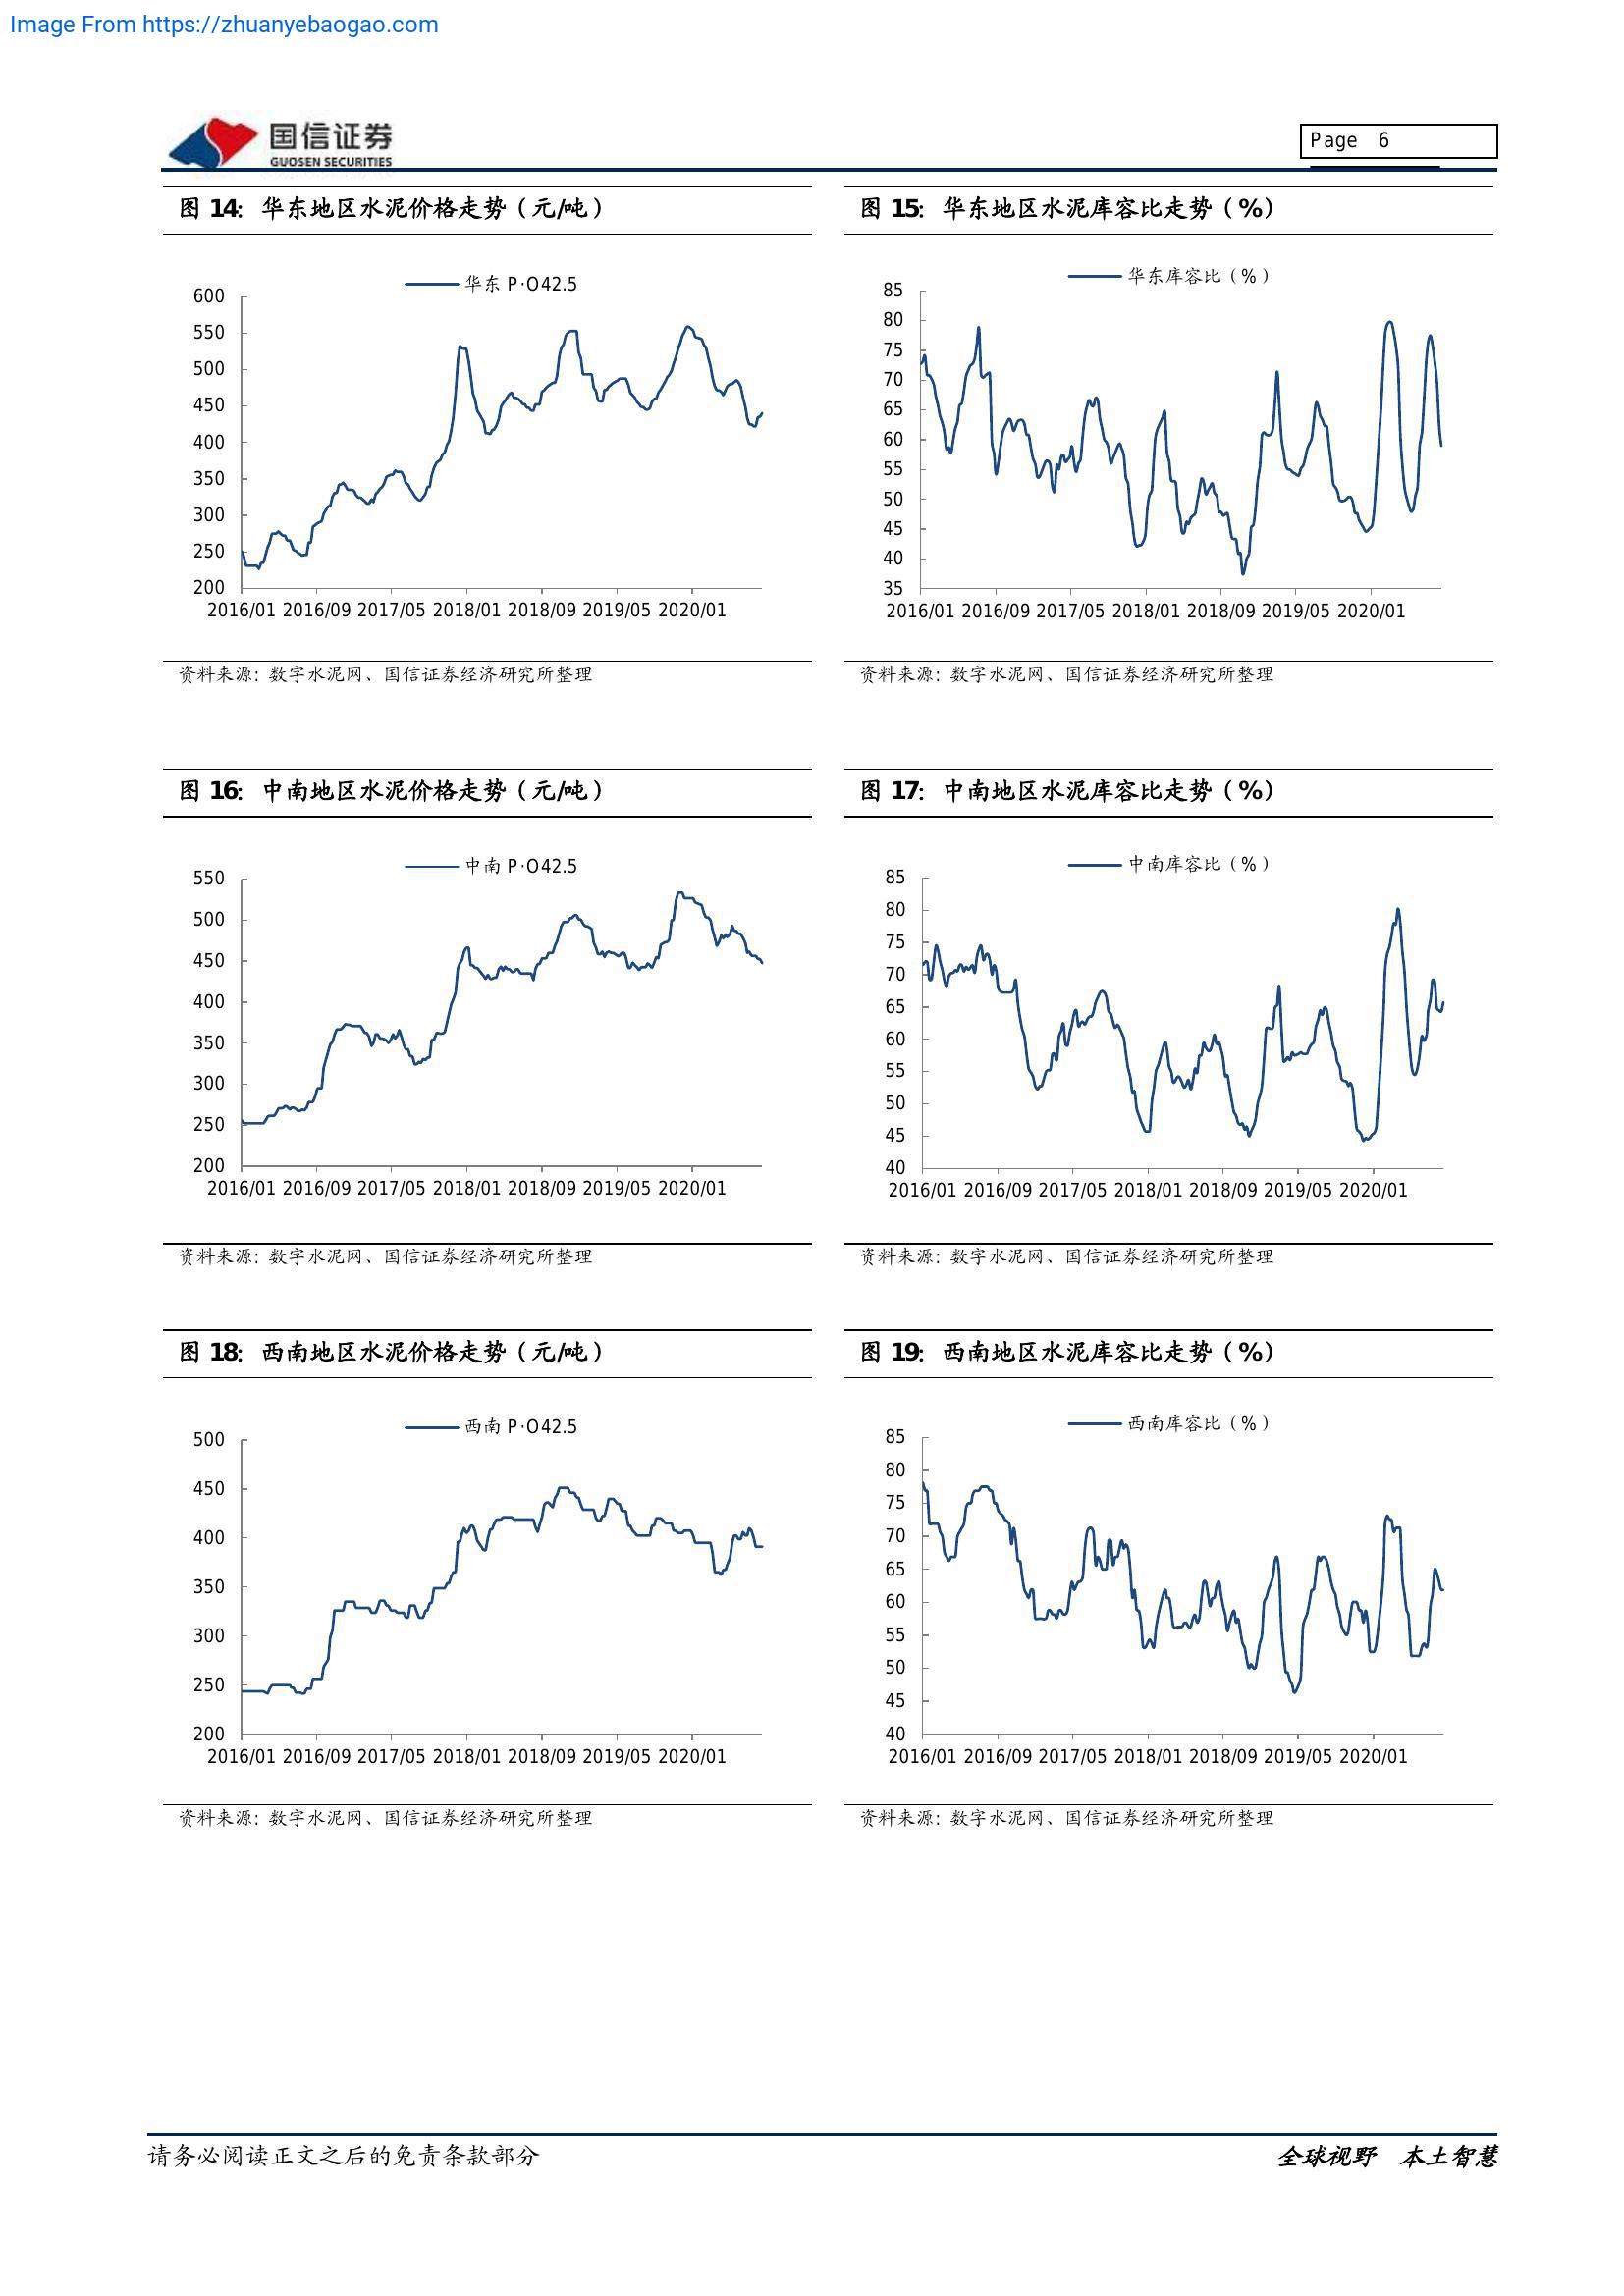 Image From https://zhuanyebaogao.com
国信证券
GUOSEN SECURITIES
Page 6
图 14: 华东地区水泥价格走势（元/吨）
华东 P·O42.5
600
550
500
450
400
350
300
250
200
2016/01 2016/09 2017/05 2018/01 2018/09 2019/05 2020/01
资料来源：数字水泥网、国信证券经济研究所整理
图 15: 华东地区水泥库容比走势（%）
华东库容比（%）
85
80
75
70
65
60
55
50
45
40
35
2016/01 2016/09 2017/05 2018/01 2018/09 2019/05 2020/01
资料来源：数字水泥网、国信证券经济研究所整理
图 16: 中南地区水泥价格走势（元/吨）
中南 P·O42.5
550
500
450
400
350
300
250
200
2016/01 2016/09 2017/05 2018/01 2018/09 2019/05 2020/01
资料来源：数字水泥网、国信证券经济研究所整理
图 17: 中南地区水泥库容比走势（%）
中南库容比（%）
85
80
75
70
65
60
55
50
45
40
2016/01 2016/09 2017/05 2018/01 2018/09 2019/05 2020/01
资料来源：数字水泥网、国信证券经济研究所整理
图 18: 西南地区水泥价格走势（元/吨）
西南 P·O42.5
500
450
400
350
300
250
200
2016/01 2016/09 2017/05 2018/01 2018/09 2019/05 2020/01
资料来源：数字水泥网、国信证券经济研究所整理
图 19: 西南地区水泥库容比走势（%）
西南库容比（%）
85
80
75
70
65
60
55
50
45
40
2016/01 2016/09 2017/05 2018/01 2018/09 2019/05 2020/01
资料来源：数字水泥网、国信证券经济研究所整理
请务必阅读正文之后的免责条款部分
全球视野 本土智慧